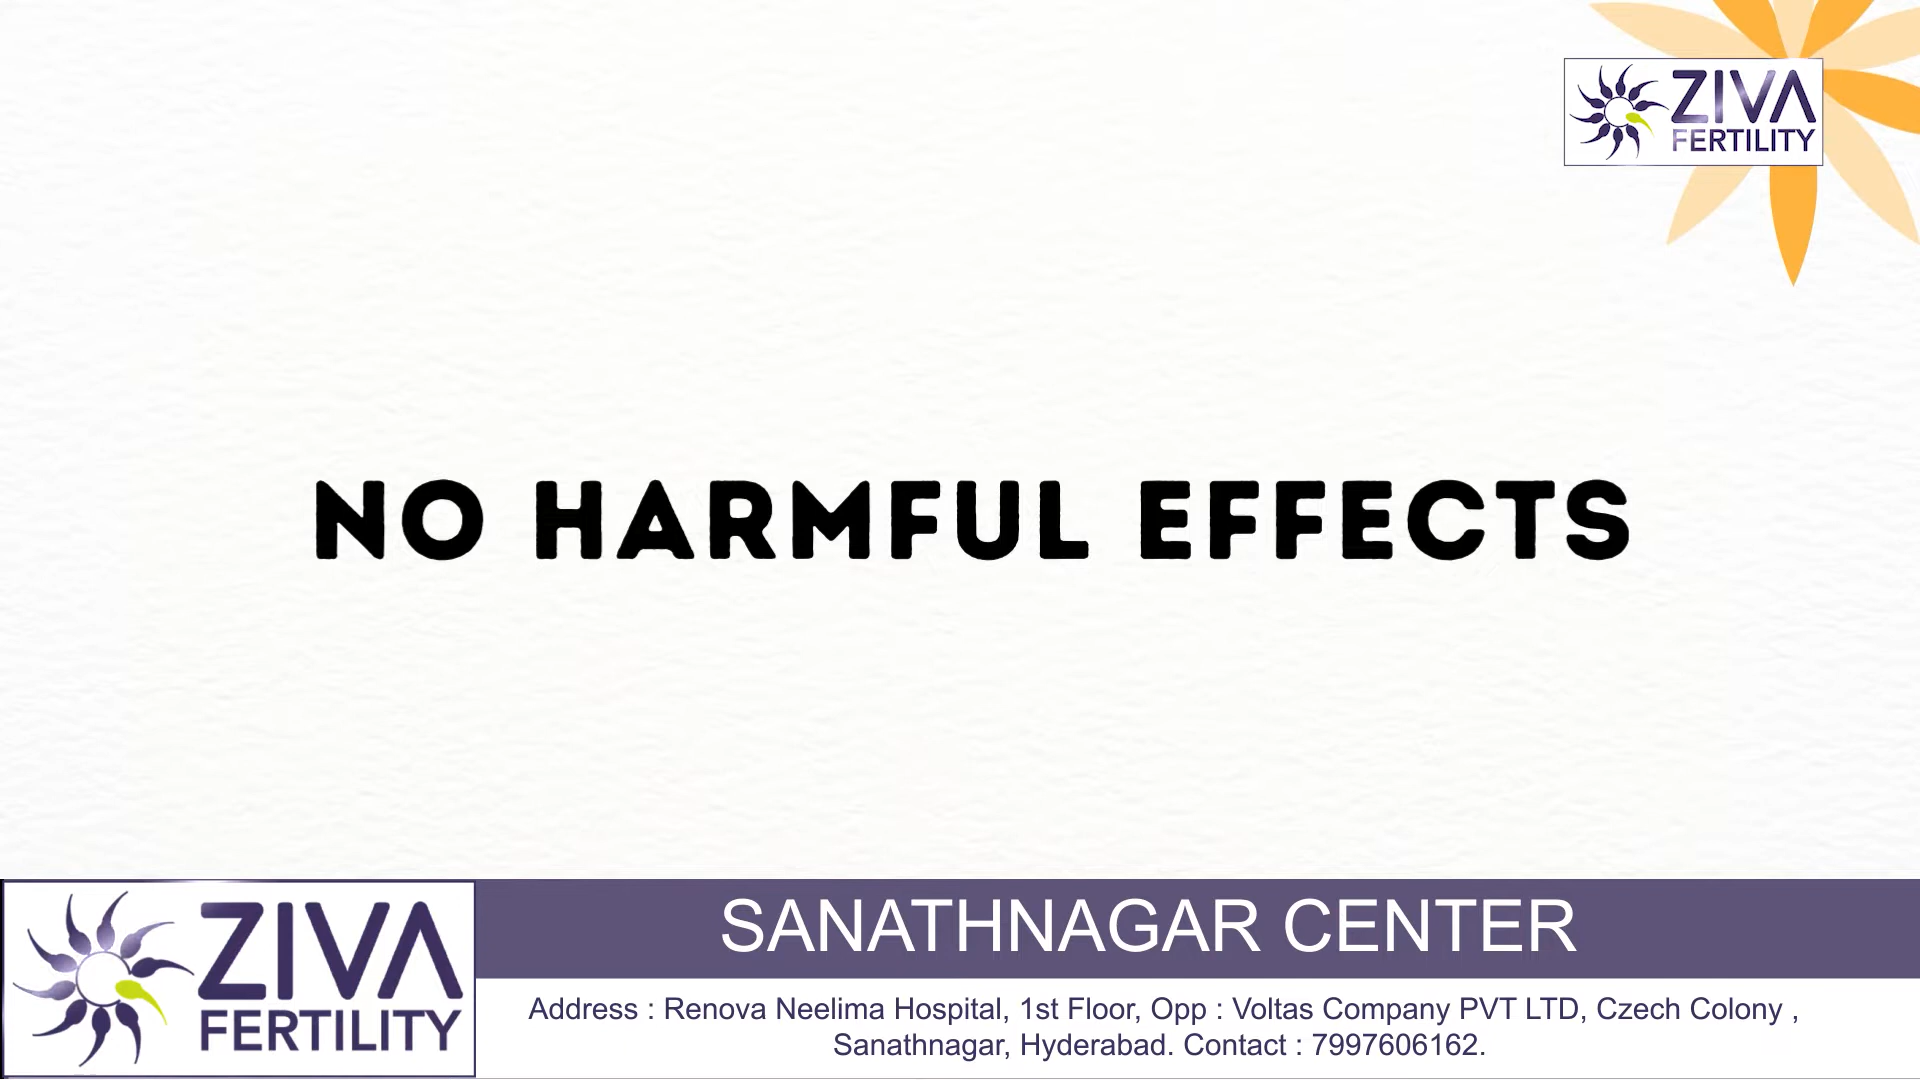 ZIVA
FERTILITY
NO HARMFUL EFFECTS
ZIVA
FERTILITY
SANATHNAGAR CENTER
Address : Renova Neelima Hospital, 1st Floor, Opp : Voltas Company PVT LTD, Czech Colony ,
Sanathnagar, Hyderabad. Contact : 7997606162.